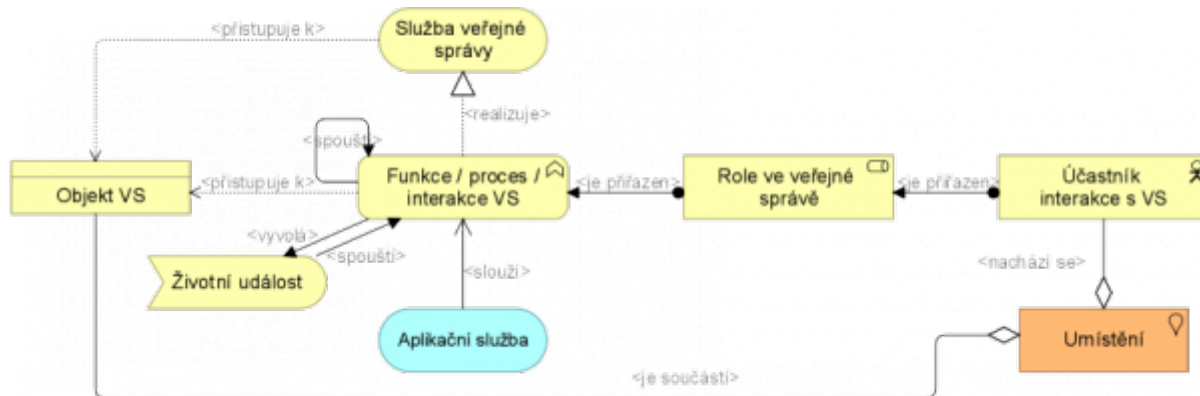 <přistupuje k>
Služba veřejné
správy
<realizuje>
<spouští>
Objekt VS
<přistupuje k>
Funkce / proces /
interakce VS
<je přiřazen>
Role ve veřejné
správě
<je přiřazen>
Účastník
interakce s VS
<vyvolá>
<spouští>
Životní událost
<slouží>
<nachází se>
Aplikační služba
Umístění
<je součástí>